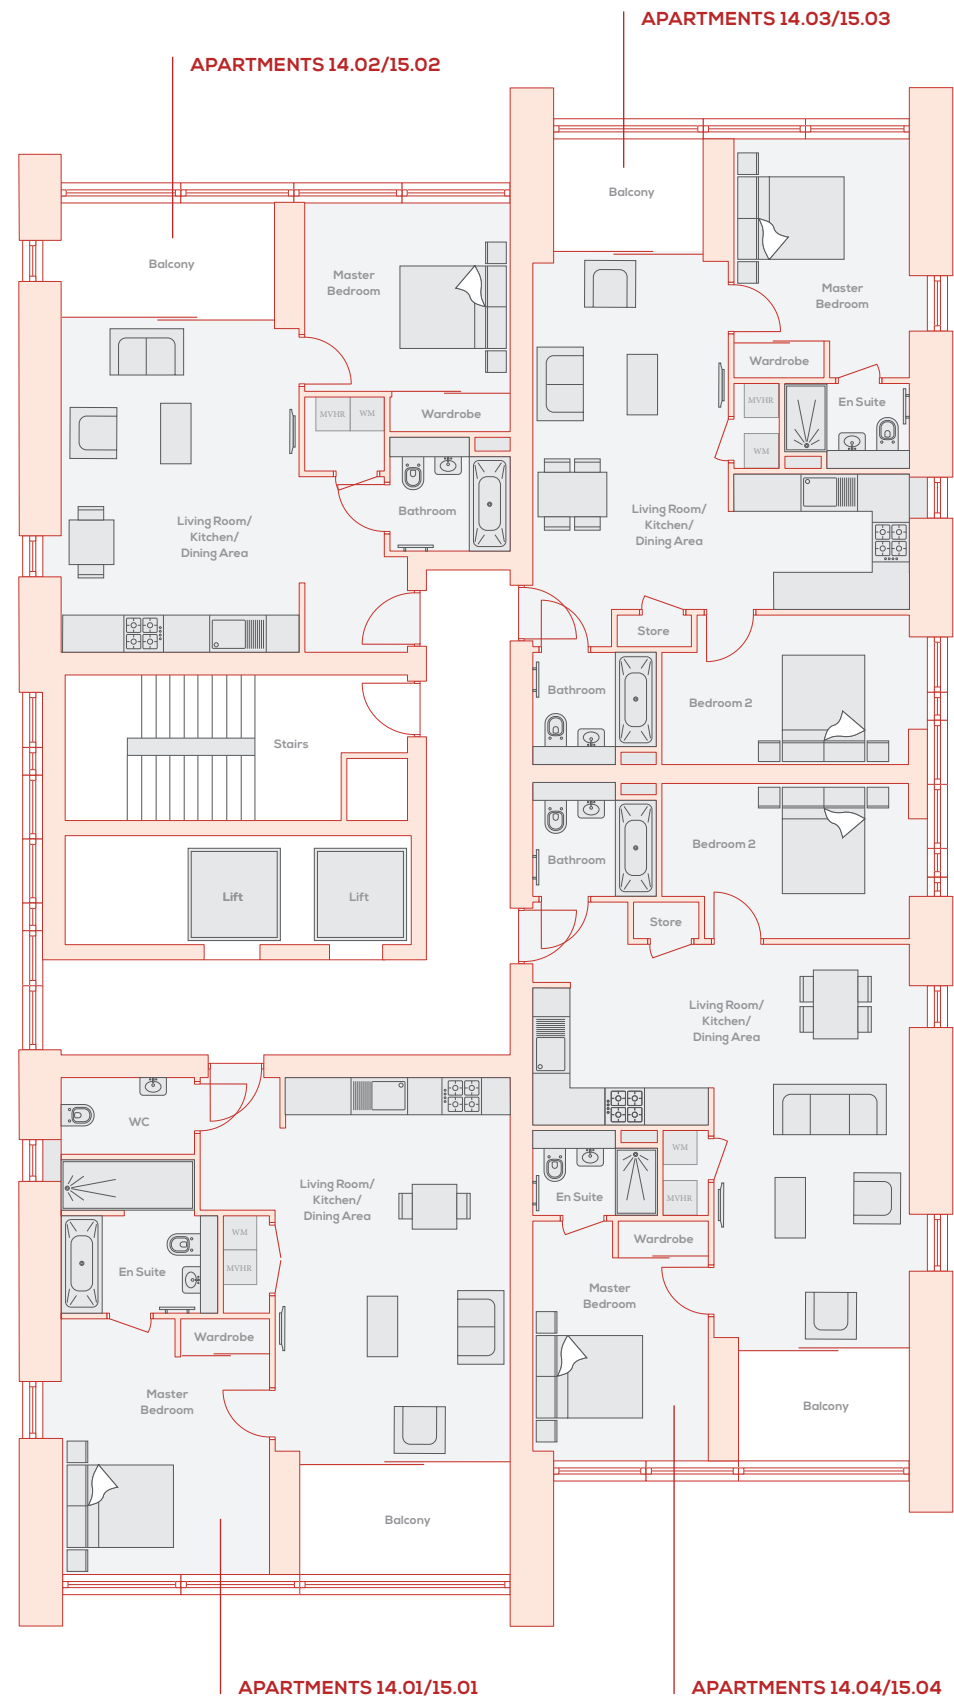 APARTMENTS 14.03/15.03
APARTMENTS 14.02/15.02
Balcony
Master
Bedroom
Wardrobe
En Suite
MVHR
WM
Living Room/
Kitchen/
Dining Area
Store
Bathroom
Bedroom 2
Balcony
Master
Bedroom
MVHR
WM
Wardrobe
Bathroom
Living Room/
Kitchen/
Dining Area
Stairs
Lift
Lift
Bathroom
Bedroom 2
Store
Living Room/
Kitchen/
Dining Area
WM
MVHR
En Suite
Wardrobe
Master
Bedroom
Balcony
WC
Living Room/
Kitchen/
Dining Area
WM
MVHR
En Suite
Wardrobe
Master
Bedroom
Balcony
APARTMENTS 14.01/15.01
APARTMENTS 14.04/15.04